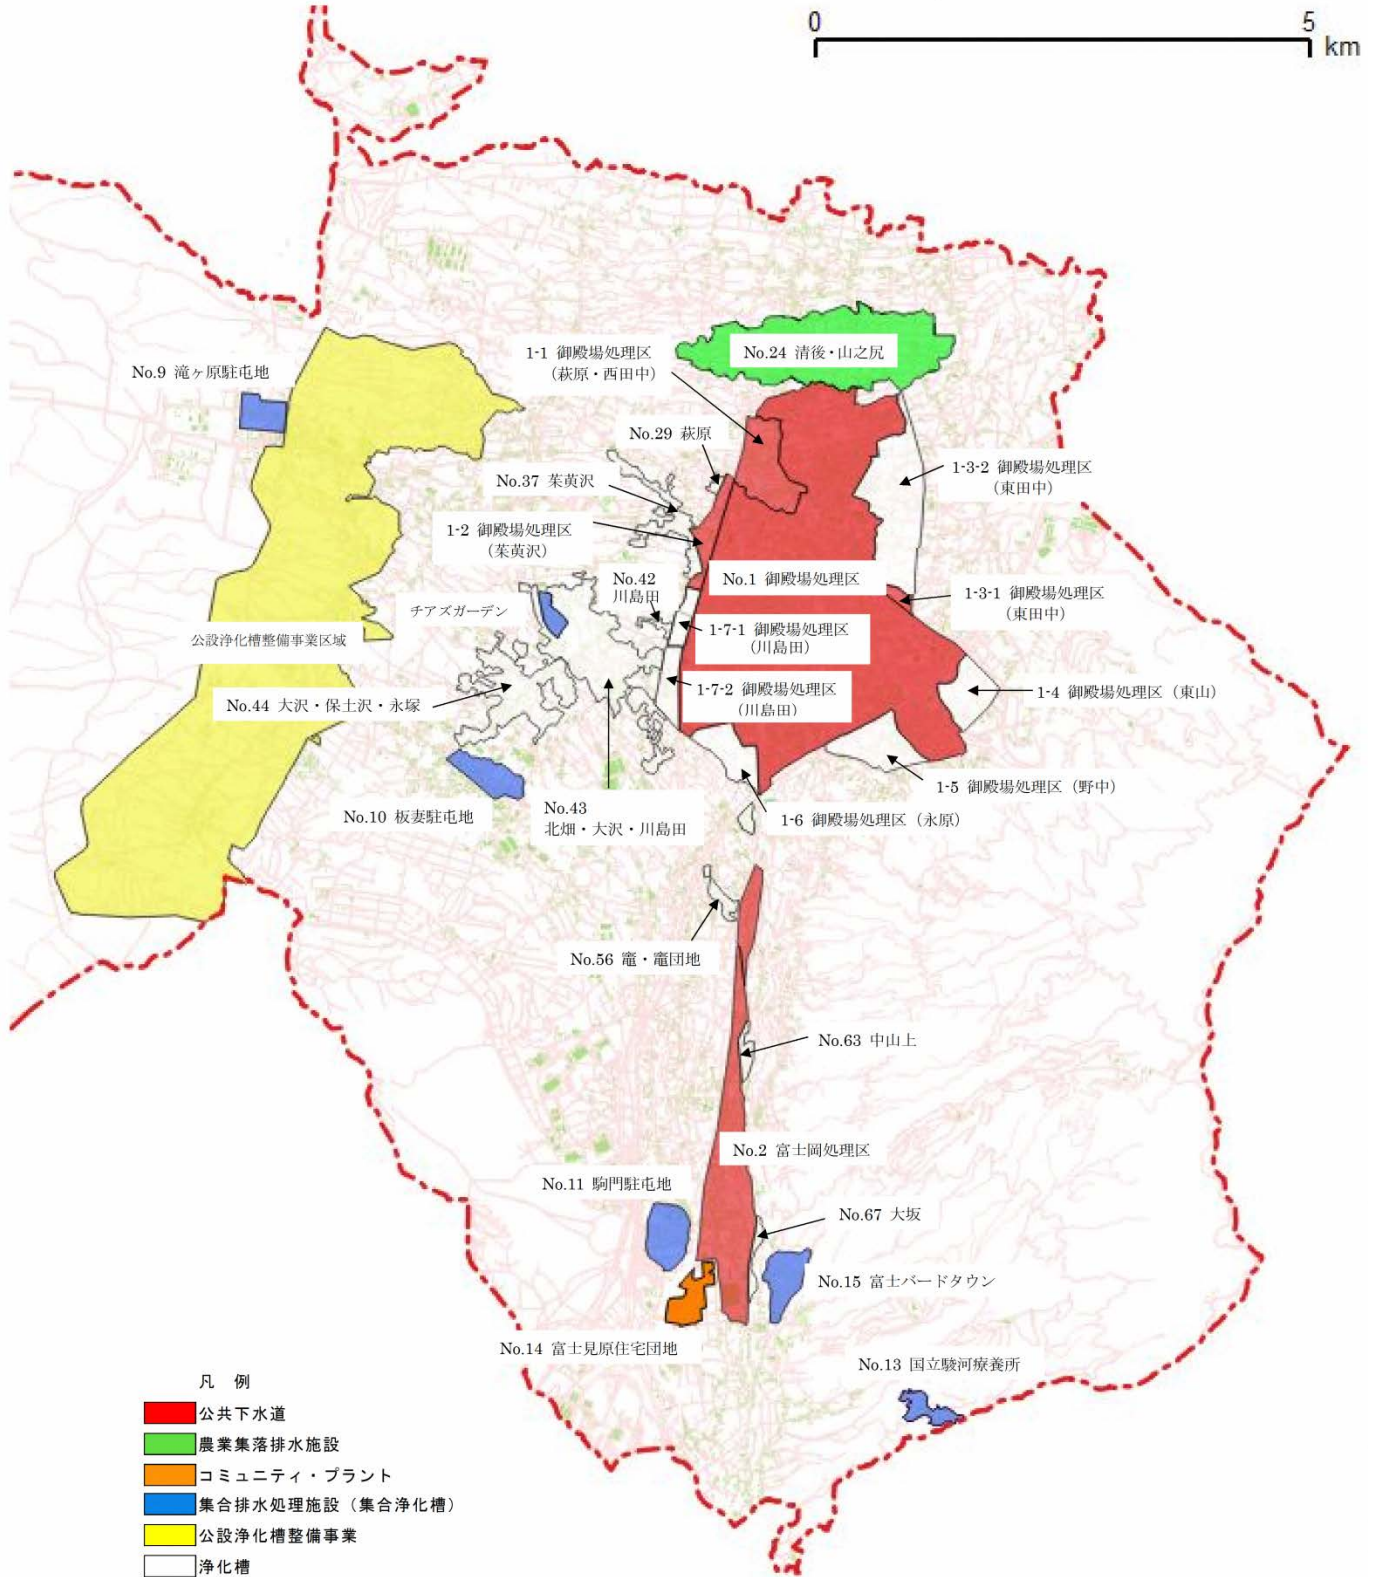 0 5
km
No.24 清後・山之尻
1-1 御殿場処理区
（萩原・西田中）
No.9 滝ヶ原駐屯地
No.29 萩原
No.37 茱萸沢
1-2 御殿場処理区
（茱萸沢）
1-3-2 御殿場処理区
（東田中）
No.1 御殿場処理区
1-3-1 御殿場処理区
（東田中）
No.42
川島田
チアズガーデン
公設浄化槽整備事業区域
1-7-1 御殿場処理区
（川島田）
1-7-2 御殿場処理区
（川島田）
1-4 御殿場処理区（東山）
No.44 大沢・保土沢・永塚
1-5 御殿場処理区（野中）
No.10 板妻駐屯地
No.43
北畑・大沢・川島田
1-6 御殿場処理区（永原）
No.56 竈・竈団地
No.63 中山上
No.2 富士岡処理区
No.11 駒門駐屯地
No.67 大坂
No.15 富士バードタウン
No.14 富士見原住宅団地
No.13 国立駿河療養所
凡 例
公共下水道
農業集落排水施設
コミュニティ・プラント
集合排水処理施設（集合浄化槽）
公設浄化槽整備事業
浄化槽